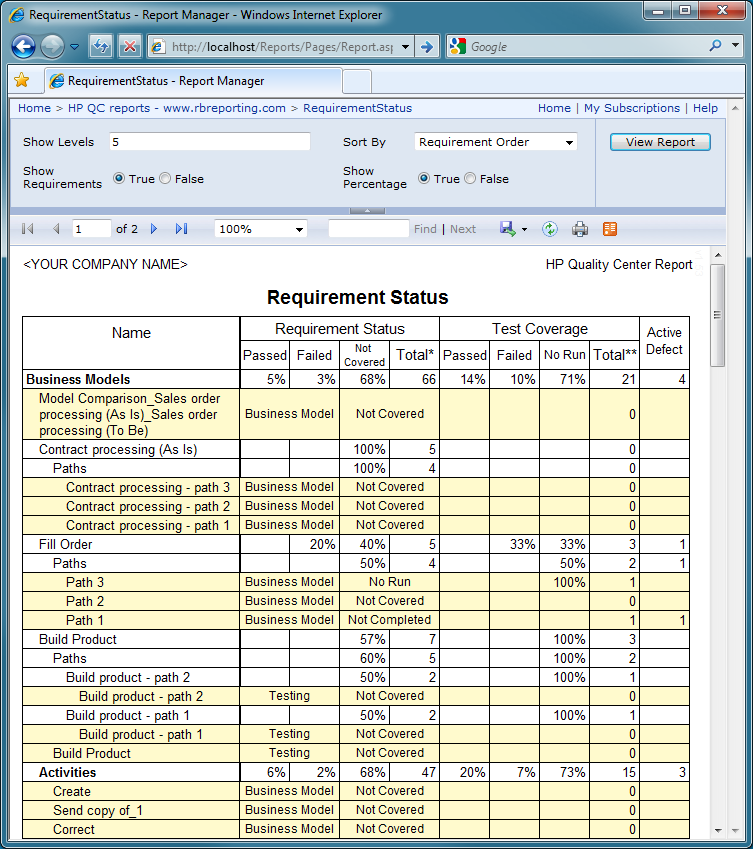 RequirementStatus - Report Manager - Windows Internet Explorer
http://localhost/Reports/Pages/Report.asp
Google
RequirementStatus - Report Manager
Home > HP QC reports - www.rbreporting.com > RequirementStatus Home | My Subscriptions | Help
Show Levels 5 Sort By Requirement Order View Report
Show Requirements True False Show Percentage True False
1 of 2 100% Find | Next
<YOUR COMPANY NAME> HP Quality Center Report
Requirement Status
Name Requirement Status Test Coverage Active Defect
Passed Failed Not Covered Total* Passed Failed No Run Total**
Business Models 5% 3% 68% 66 14% 10% 71% 21 4
Model Comparison_Sales order
processing (As Is)_Sales order Business Model Not Covered 0
processing (To Be)
Contract processing (As Is) 100% 5 0
Paths 100% 4 0
Contract processing - path 3 Business Model Not Covered 0
Contract processing - path 2 Business Model Not Covered 0
Contract processing - path 1 Business Model Not Covered 0
Fill Order 20% 40% 5 33% 33% 3 1
Paths 50% 4 50% 2 1
Path 3 Business Model No Run 100% 1
Path 2 Business Model Not Covered 0
Path 1 Business Model Not Completed 1 1
Build Product 57% 7 100% 3
Paths 60% 5 100% 2
Build product - path 2 50% 2 100% 1
Build product - path 2 Testing Not Covered 0
Build product - path 1 50% 2 100% 1
Build product - path 1 Testing Not Covered 0
Build Product Testing Not Covered 0
Activities 6% 2% 68% 47 20% 7% 73% 15 3
Create Business Model Not Covered 0
Send copy of_1 Business Model Not Covered 0
Correct Business Model Not Covered 0